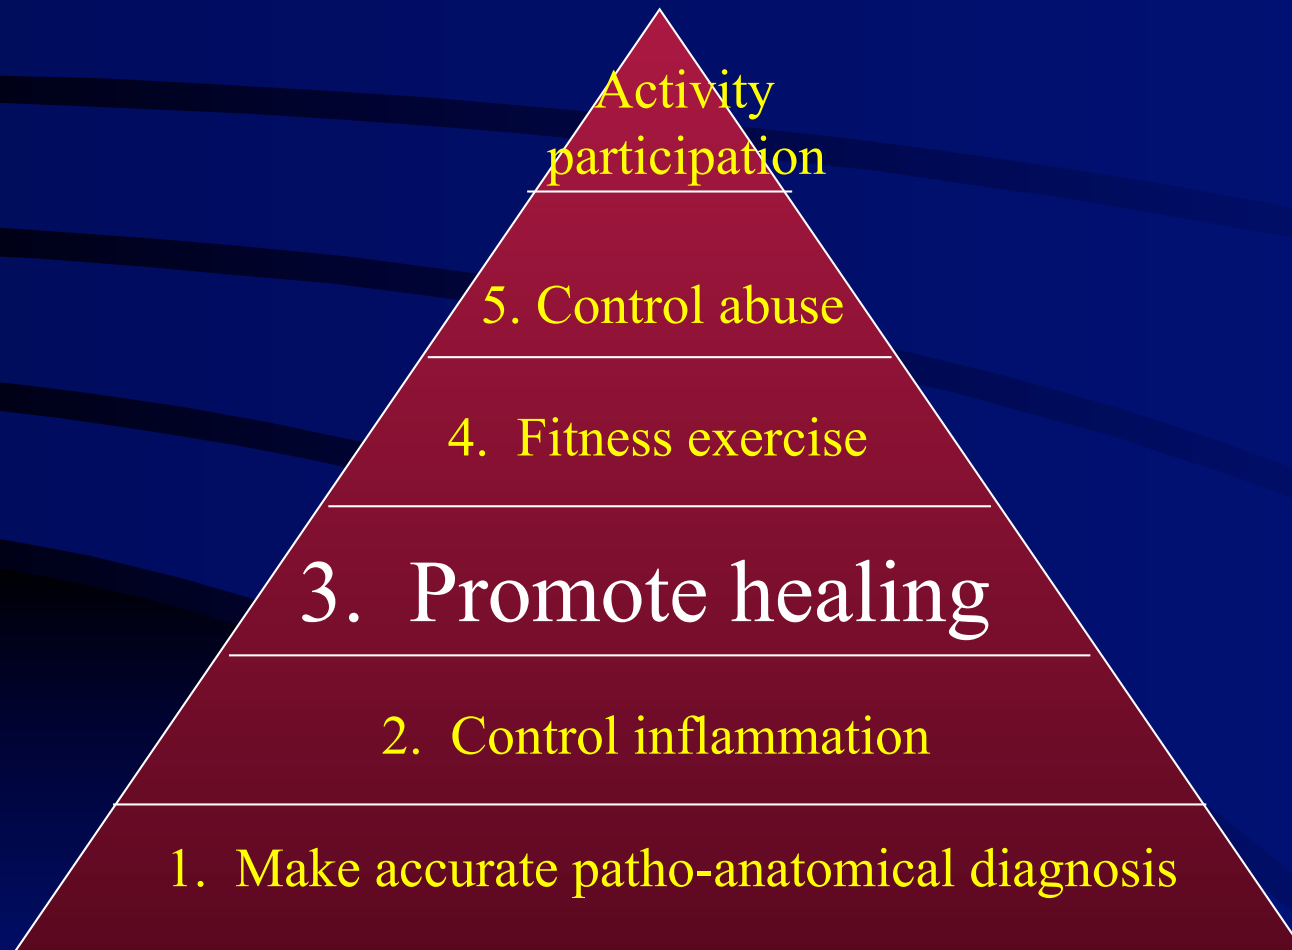 Activity
participation
5. Control abuse
4. Fitness exercise
3. Promote healing
2. Control inflammation
1. Make accurate patho-anatomical diagnosis